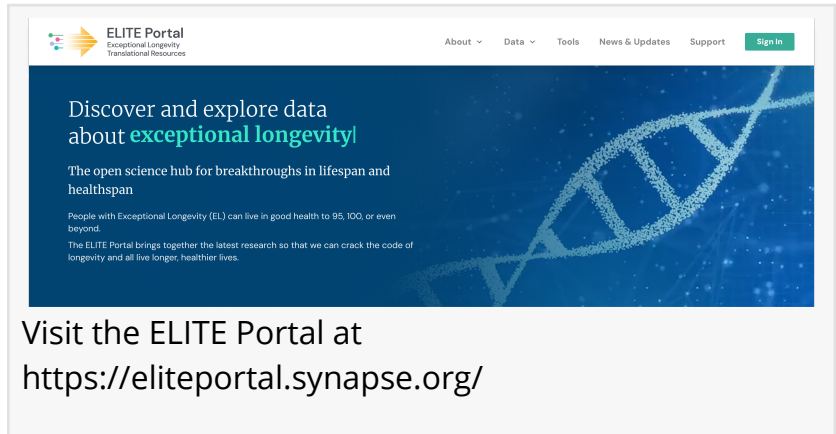 ELITE Portal
Exceptional Longevity
Translational Resources
About Data Tools News & Updates Support Sign In
Discover and explore data
about exceptional longevity|
The open science hub for breakthroughs in lifespan and
healthspan
People with Exceptional Longevity (EL) can live in good health to 95, 100, or even
beyond.
The ELITE Portal brings together the latest research so that we can crack the code of
longevity and all live longer, healthier lives.
Visit the ELITE Portal at
https://eliteportal.synapse.org/